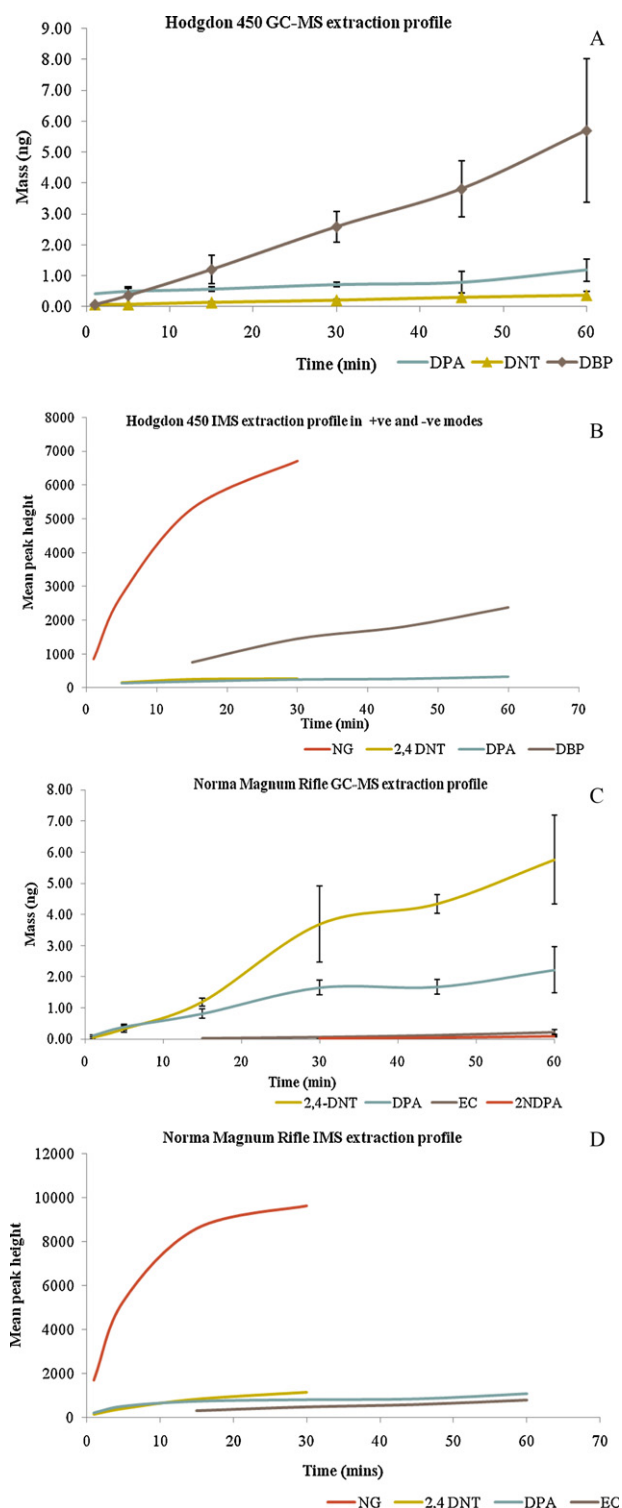 Hodgdon 450 GC-MS extraction profile
A
Mass (ng)
9.00
8.00
7.00
6.00
5.00
4.00
3.00
2.00
1.00
0.00
10 20 30 40 50 60
Time (min)
DPA DNT DBP
Hodgdon 450 IMS extraction profile in +ve and -ve modes
B
Mean peak height
8000
7000
6000
5000
4000
3000
2000
1000
0
0 10 20 30 40 50 60 70
Time (min)
NG 2,4 DNT DPA DBP
Norma Magnum Rifle GC-MS extraction profile
C
Mass (ng)
8.00
7.00
6.00
5.00
4.00
3.00
2.00
1.00
0.00
0 10 20 30 40 50 60
Time (min)
2,4-DNT DPA EC 2NDPA
Norma Magnum Rifle IMS extraction profile
D
Mean peak height
12000
10000
8000
6000
4000
2000
0
0 10 20 30 40 50 60 70
Time (mins)
NG 2,4 DNT DPA EC